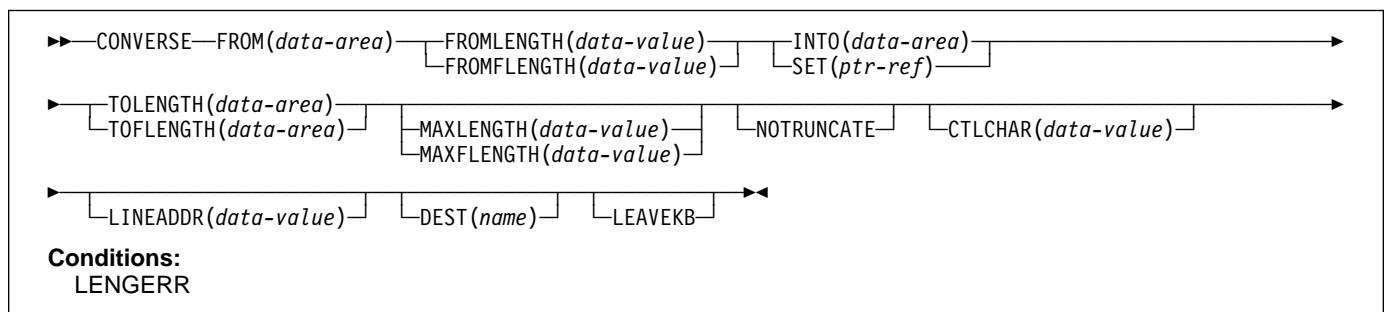 CONVERSE FROM(data-area) FROMLENGTH(data-value) INTO(data-area)
FROMFLENGTH(data-value) SET(ptr-ref)
TOLENGTH(data-area)
TOFLENGTH(data-area) MAXLENGTH(data-value) NOTRUNCATE CTLCHAR(data-value)
MAXFLENGTH(data-value)
LINEADDR(data-value) DEST(name) LEAVEKB
Conditions:
LENGERR